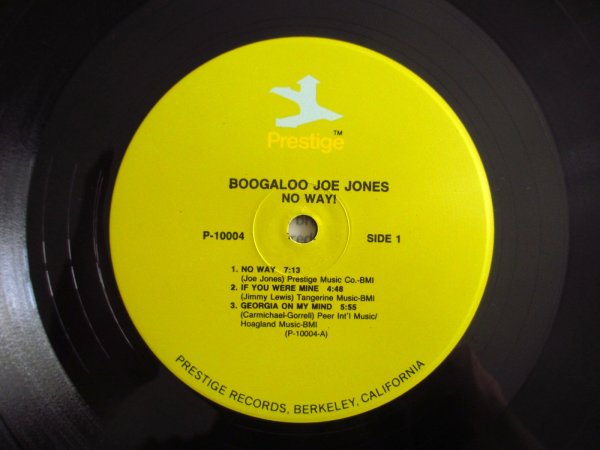 Prestige™
BOOGALOO JOE JONES
NO WAY!
P-10004
SIDE 1
1. NO WAY 7:13
(Joe Jones) Prestige Music Co.-BMI
2. IF YOU WERE MINE 4:48
(Jimmy Lewis) Tangerine Music-BMI
3. GEORGIA ON MY MIND 5:55
(Carmichael-Gorrell) Peer Int'l Music/
Hoagland Music-BMI
(P-10004-A)
PRESTIGE RECORDS, BERKELEY, CALIFORNIA